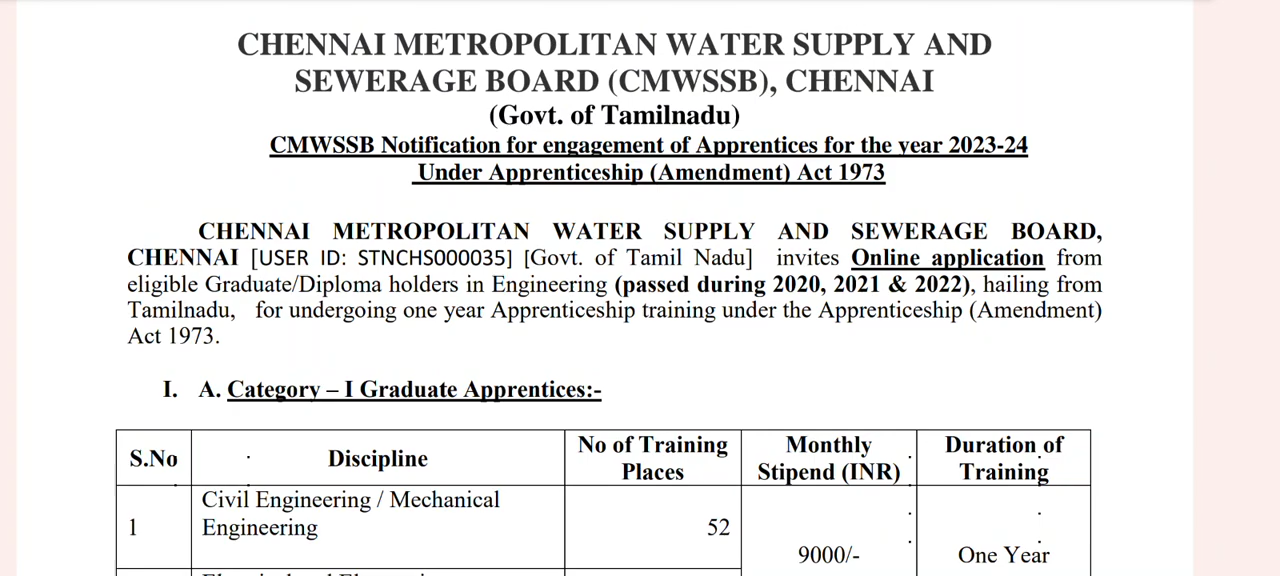 CHENNAI METROPOLITAN WATER SUPPLY AND
SEWERAGE BOARD (CMWSSB), CHENNAI
(Govt. of Tamilnadu)
CMWSSB Notification for engagement of Apprentices for the year 2023-24
Under Apprenticeship (Amendment) Act 1973
CHENNAI METROPOLITAN WATER SUPPLY AND SEWERAGE BOARD,
CHENNAI [USER ID: STNCHS000035] [Govt. of Tamil Nadu] invites Online application from
eligible Graduate/Diploma holders in Engineering (passed during 2020, 2021 & 2022), hailing from
Tamilnadu, for undergoing one year Apprenticeship training under the Apprenticeship (Amendment)
Act 1973.
I. A. Category – I Graduate Apprentices:-
S.No Discipline No of Training Places Monthly Stipend (INR) Duration of Training
1 Civil Engineering / Mechanical Engineering 52 9000/- One Year